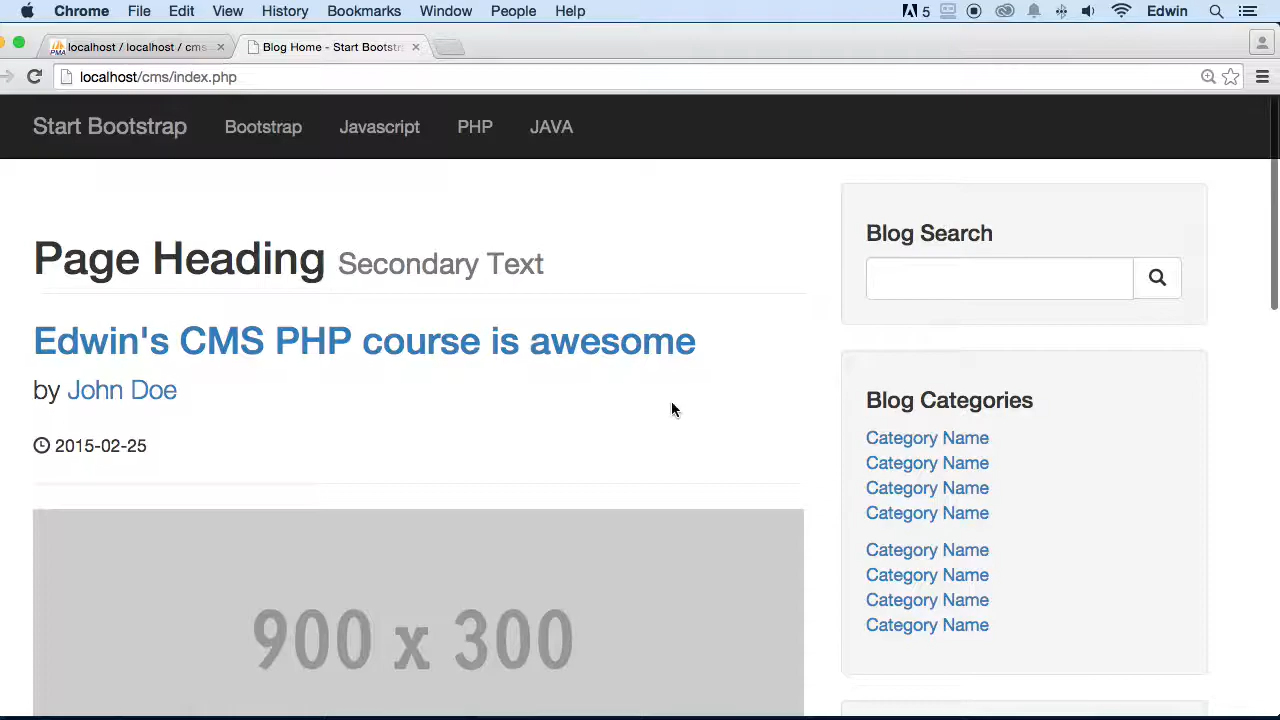 Chrome File Edit View History Bookmarks Window People Help 5 Edwin
PMA localhost / localhost / cms Blog Home - Start Bootstr
localhost/cms/index.php
Start Bootstrap Bootstrap Javascript PHP JAVA
Page Heading Secondary Text
Edwin's CMS PHP course is awesome
by John Doe
2015-02-25
900 x 300
Blog Search
Blog Categories
Category Name
Category Name
Category Name
Category Name
Category Name
Category Name
Category Name
Category Name